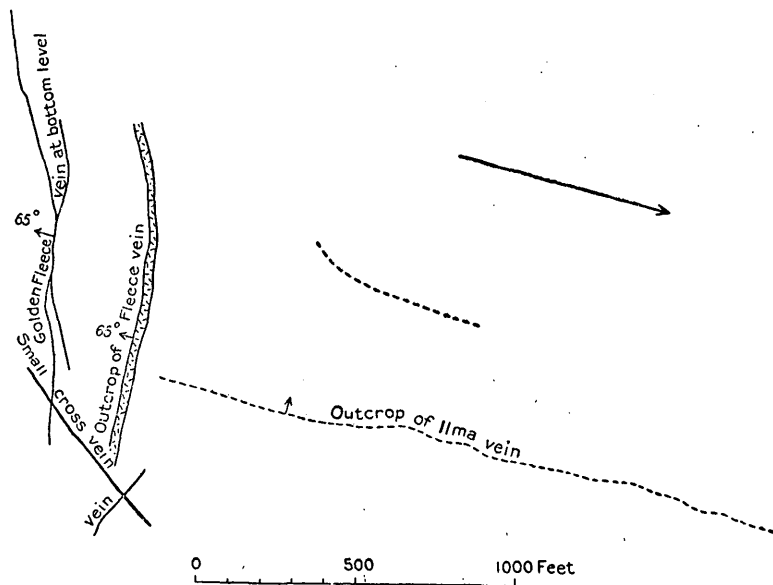 vein at bottom level
65°
Golden Fleece
65°
Outcrop of Fleece vein
Small cross vein
Outcrop of Ilma vein
vein
0 500 1000 Feet